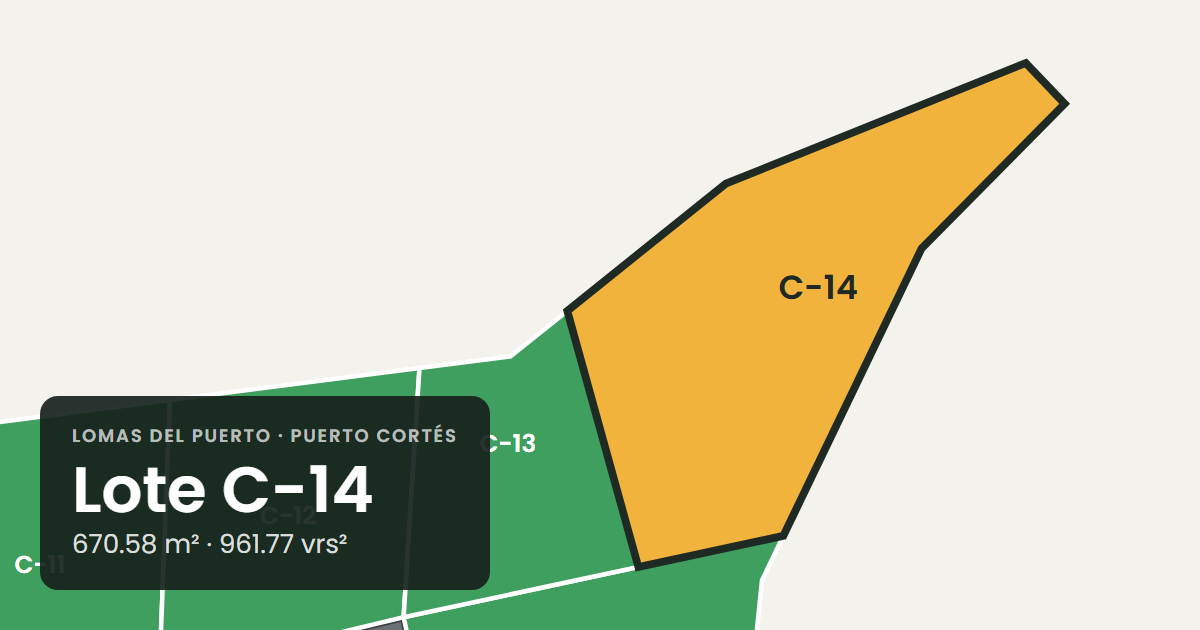 C-14
C-13
LOMAS DEL PUERTO · PUERTO CORTÉS
Lote C-14
C-12
670.58 m² · 961.77 vrs²
C-11